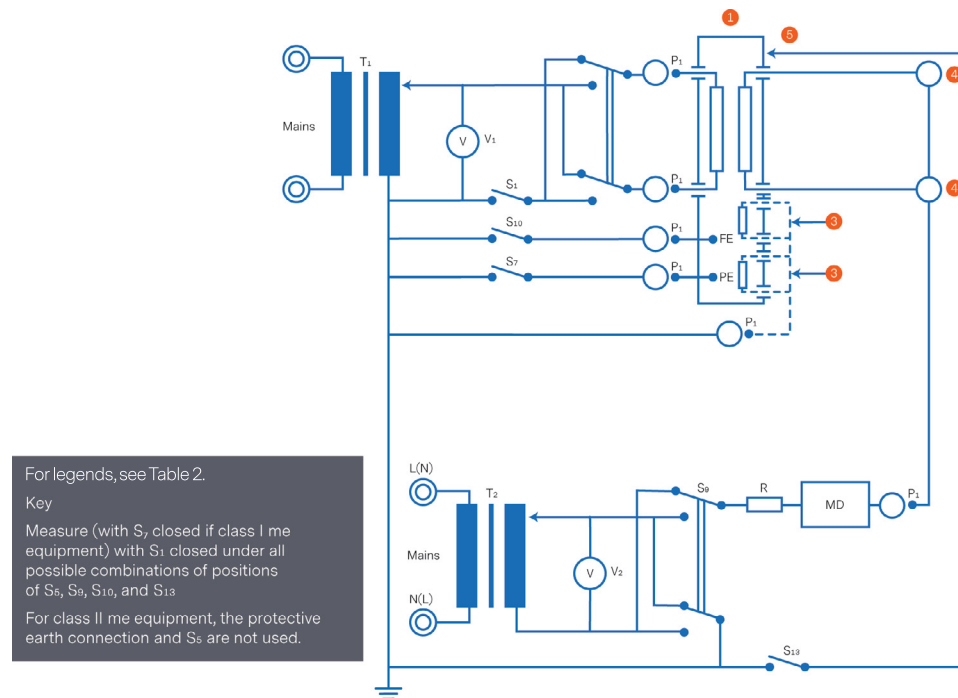 1
5
T1
P1
4
Mains
V
V1
S1
P1
4
S10
P1
FE
3
S7
P1
PE
3
P1
For legends, see Table 2.
Key
Measure (with S7 closed if class I me
equipment) with S1 closed under all
possible combinations of positions
of S5, S9, S10, and S13
For class II me equipment, the protective
earth connection and S5 are not used.
L(N)
T2
S9
R
MD
P1
Mains
V
V2
N(L)
S13